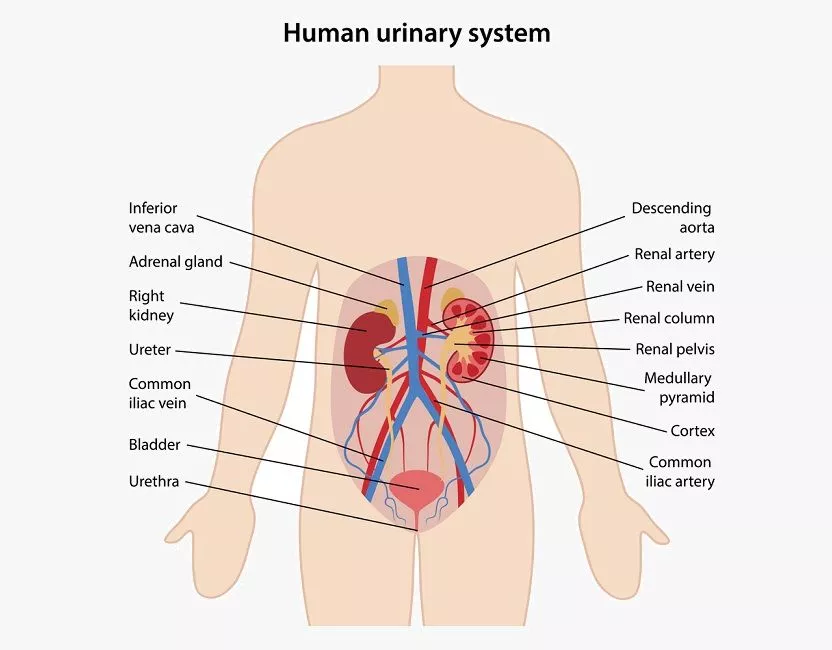 Human urinary system
Inferior
vena cava
Adrenal gland
Right
kidney
Ureter
Common
iliac vein
Bladder
Urethra
Descending
aorta
Renal artery
Renal vein
Renal column
Renal pelvis
Medullary
pyramid
Cortex
Common
iliac artery